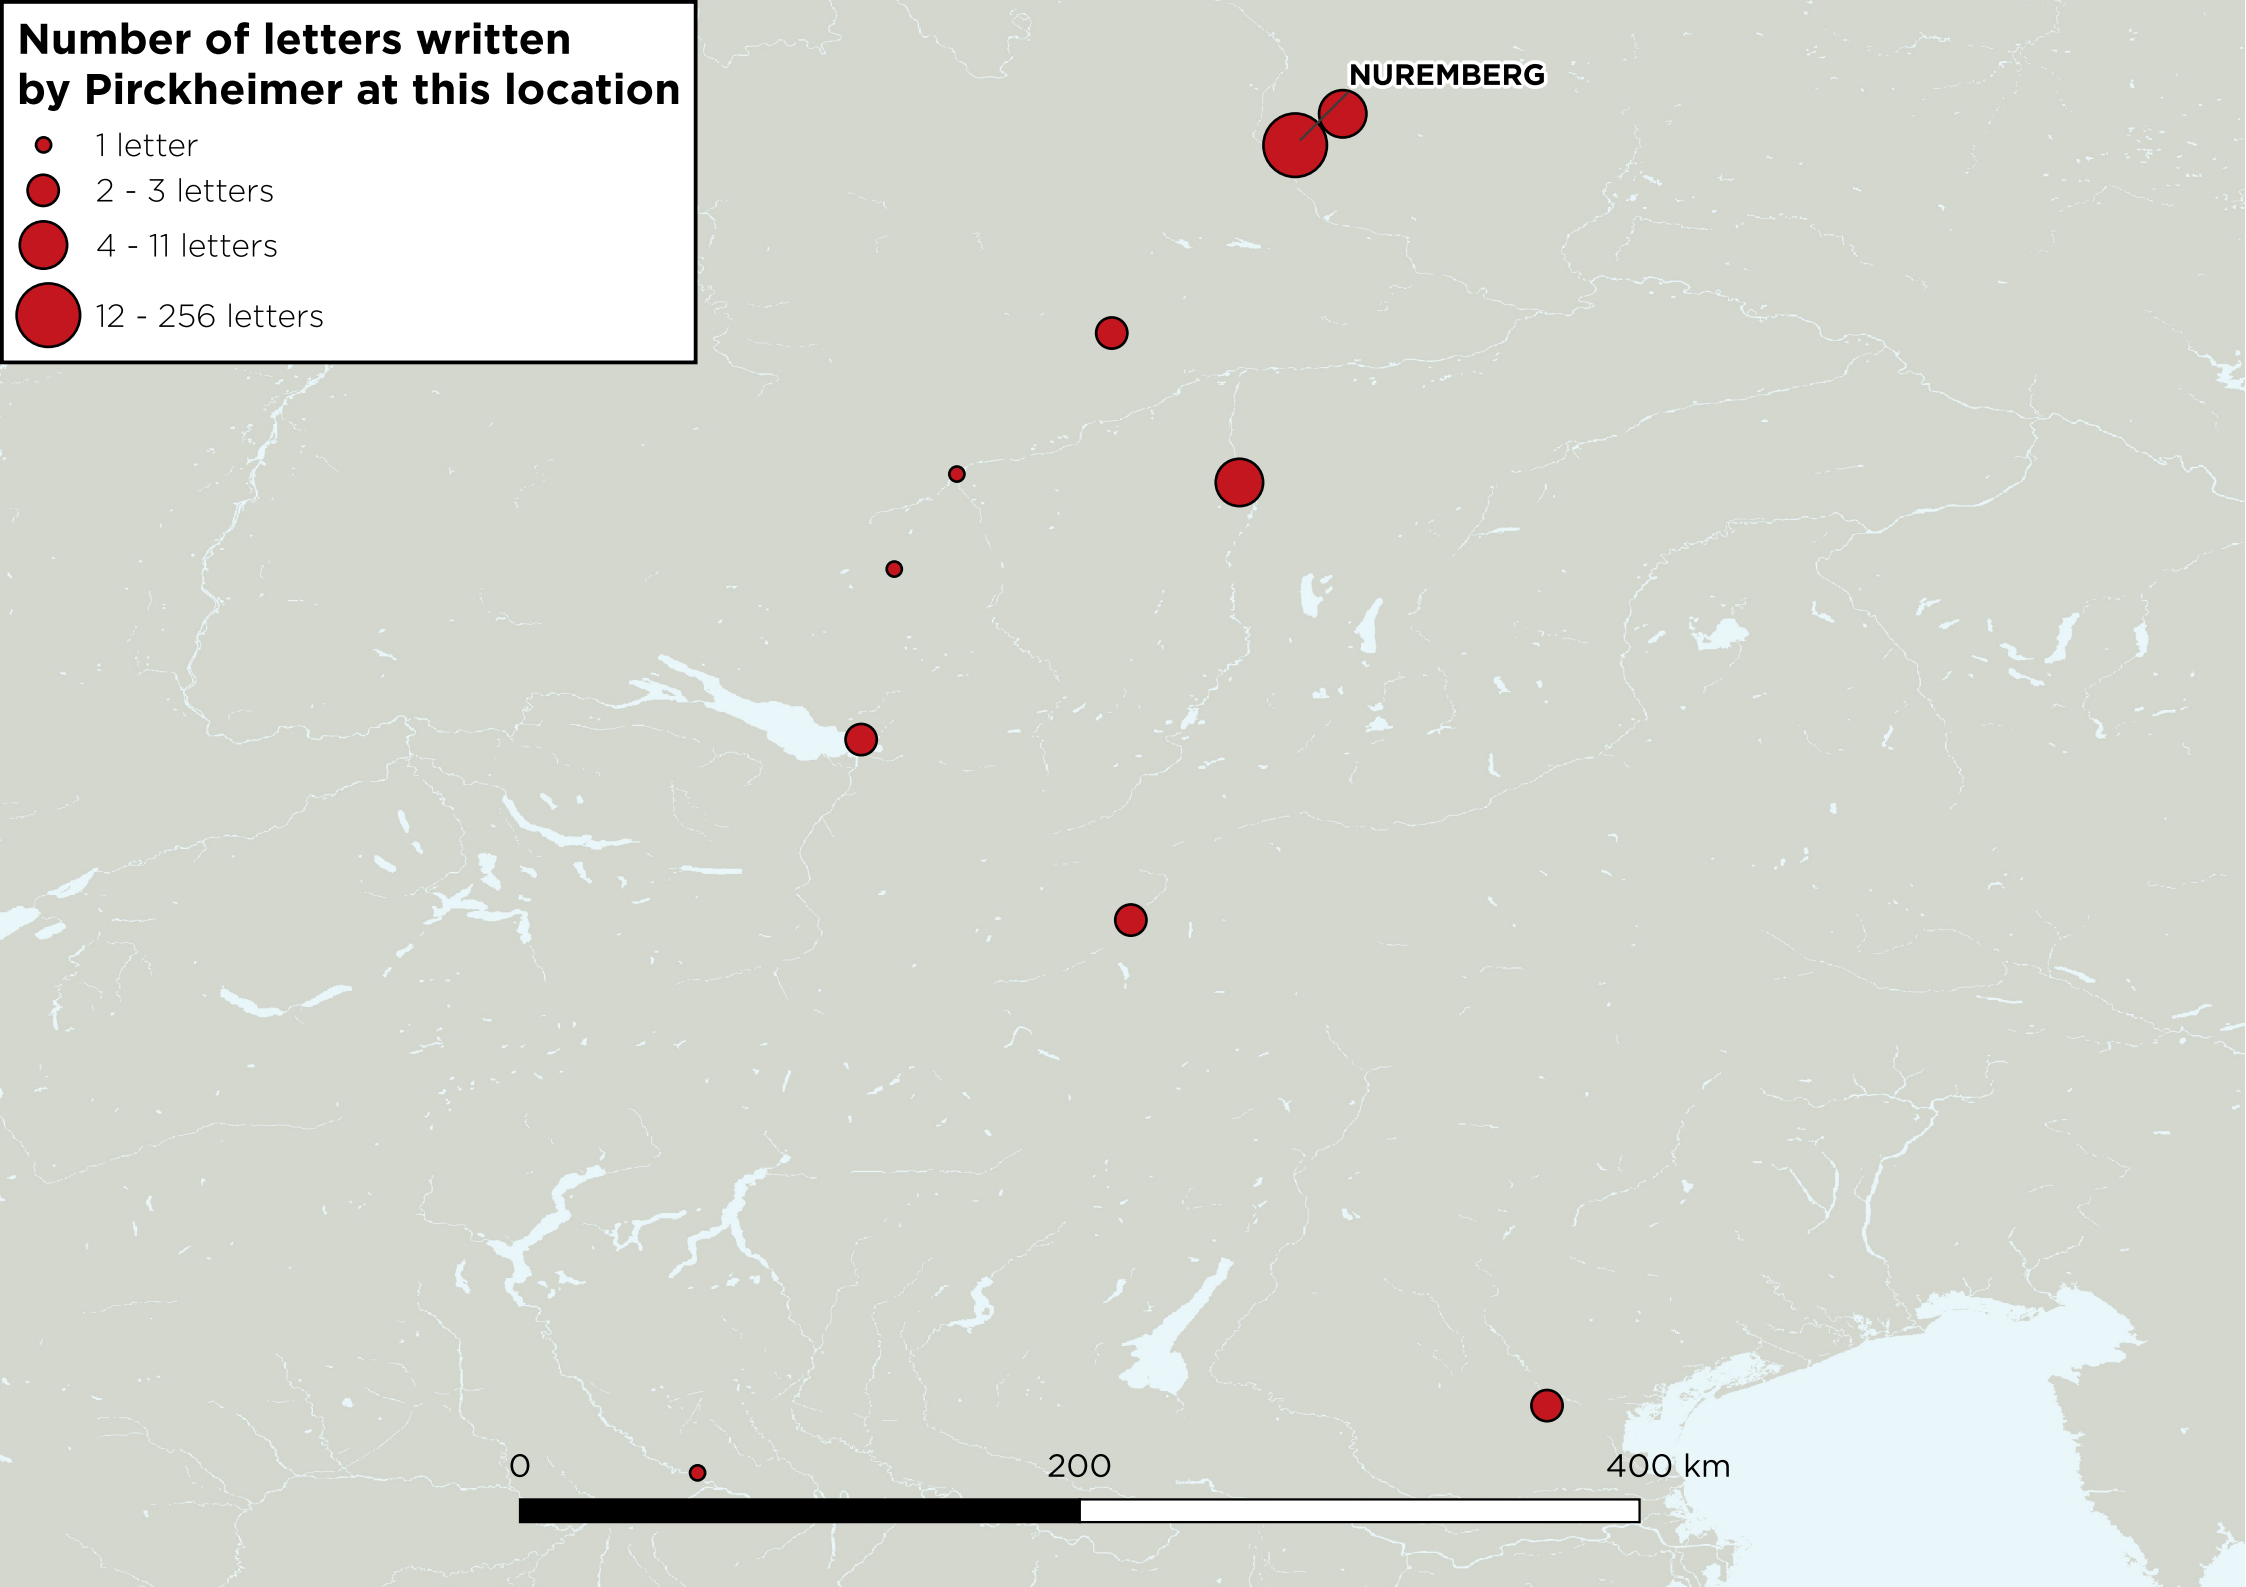 Number of letters written
by Pirckheimer at this location
1 letter
2 - 3 letters
4 - 11 letters
12 - 256 letters
NUREMBERG
0 200 400 km